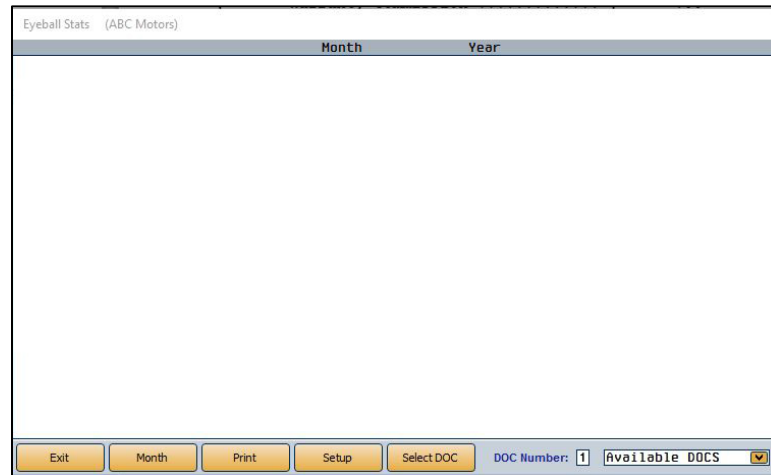 Eyeball Stats (ABC Motors)
Month Year
Exit Month Print Setup Select DOC DOC Number: 1 Available DOCS